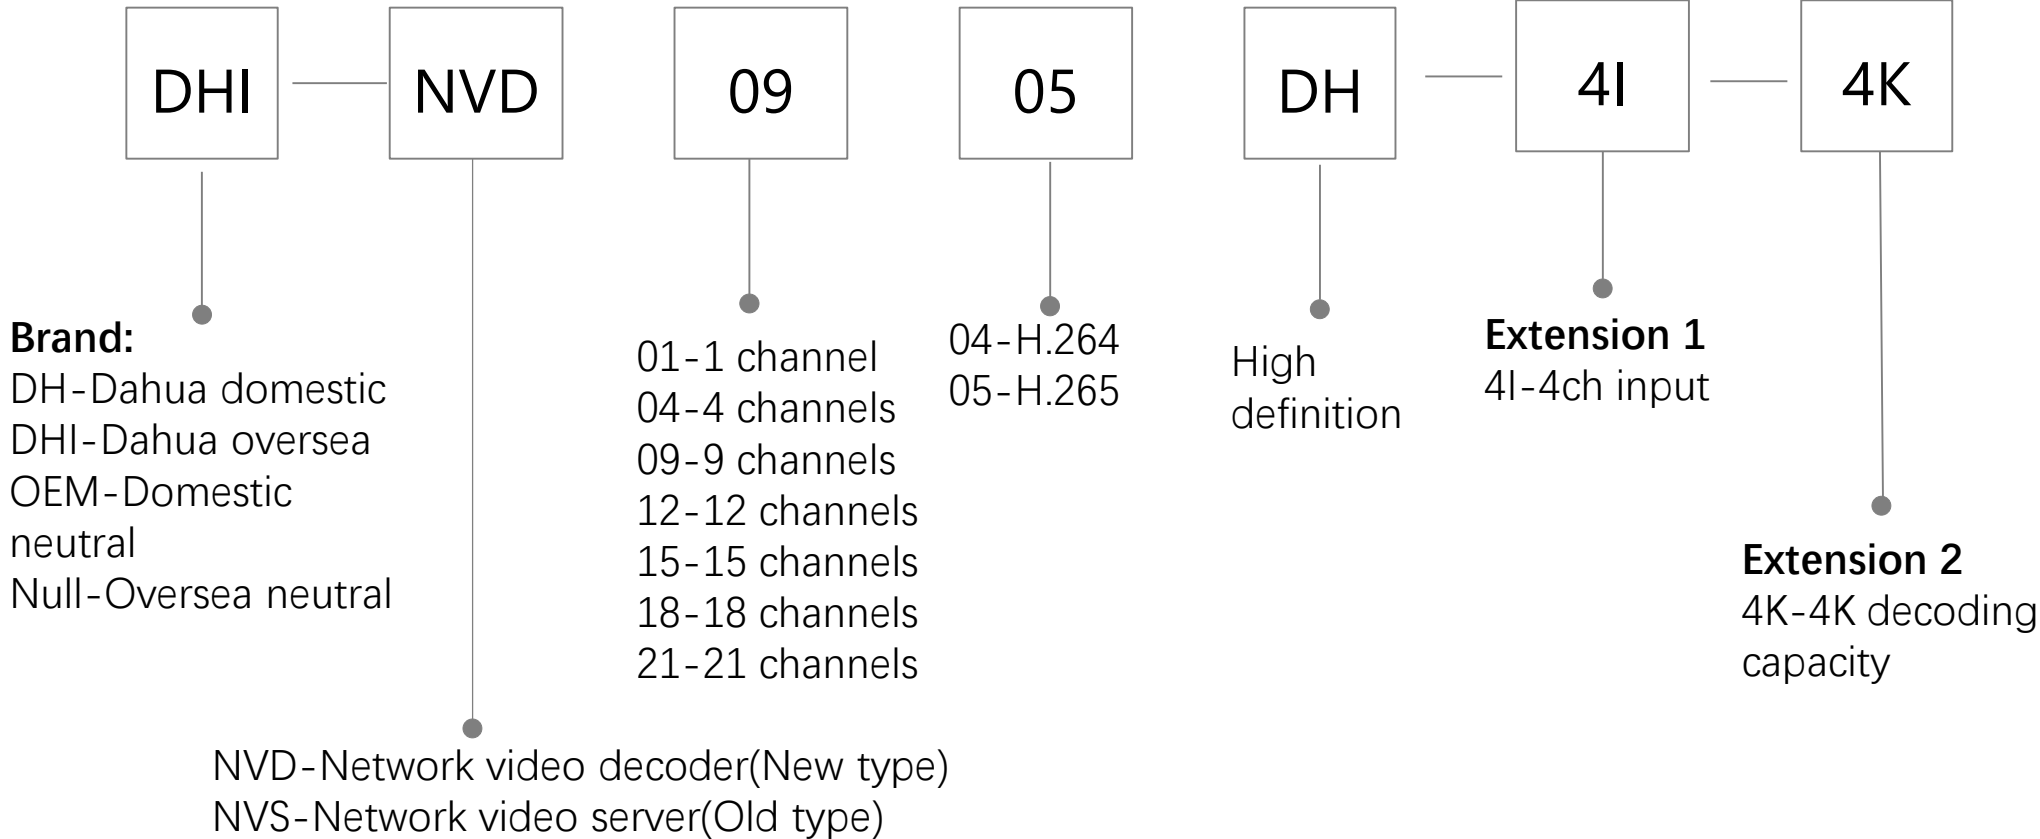 DHI NVD 09 05 DH 4I 4K
Brand:
DH-Dahua domestic
DHI-Dahua oversea
OEM-Domestic
neutral
Null-Oversea neutral
NVD-Network video decoder(New type)
NVS-Network video server(Old type)
01-1 channel
04-4 channels
09-9 channels
12-12 channels
15-15 channels
18-18 channels
21-21 channels
04-H.264
05-H.265
High
definition
Extension 1
4I-4ch input
Extension 2
4K-4K decoding
capacity